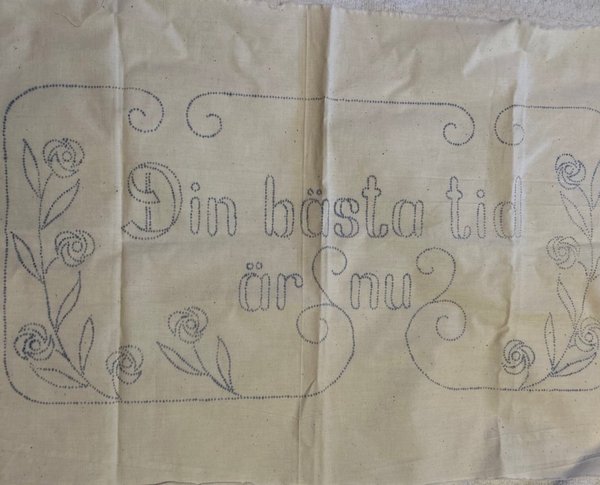 Din bästa tid
är nu